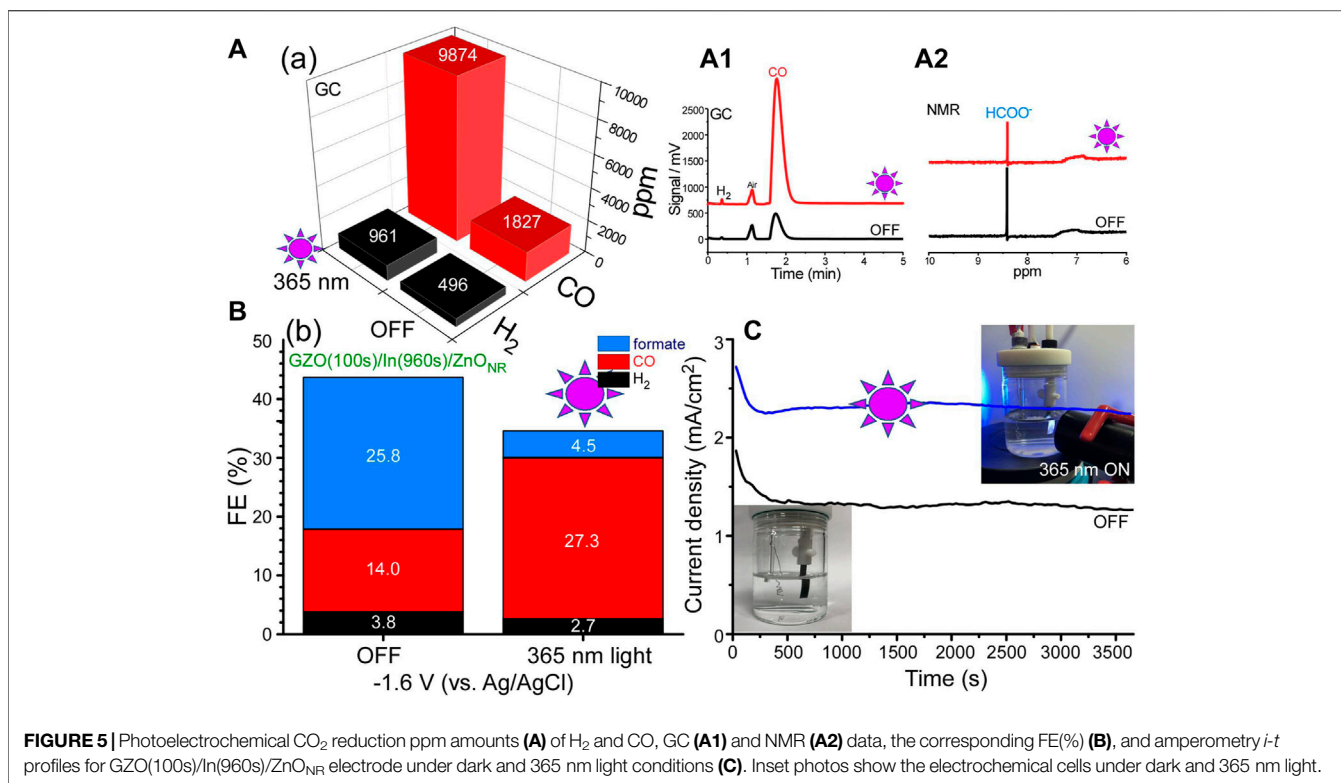 A
(a)
GC
9874
1827
961
496
10000
8000
6000
4000
2000
0
ppm
365 nm
OFF
H₂
CO
A1
CO
GC
H₂
Air
OFF
2500
2000
1500
1000
500
0
Signal / mV
0 1 2 3 4 5
Time (min)
A2
NMR
HCOO⁻
OFF
10 9 8 7 6
ppm
B
(b)
GZO(100s)/In(960s)/ZnO_NR
formate
CO
H₂
50
40
30
20
10
0
FE (%)
25.8
14.0
3.8
4.5
27.3
2.7
OFF
365 nm light
-1.6 V (vs. Ag/AgCl)
C
365 nm ON
OFF
3
2
1
0
Current density (mA/cm²)
0 500 1000 1500 2000 2500 3000 3500
Time (s)
FIGURE 5 | Photoelectrochemical CO₂ reduction ppm amounts (A) of H₂ and CO, GC (A1) and NMR (A2) data, the corresponding FE(%) (B), and amperometry i-t
profiles for GZO(100s)/In(960s)/ZnO_NR electrode under dark and 365 nm light conditions (C). Inset photos show the electrochemical cells under dark and 365 nm light.